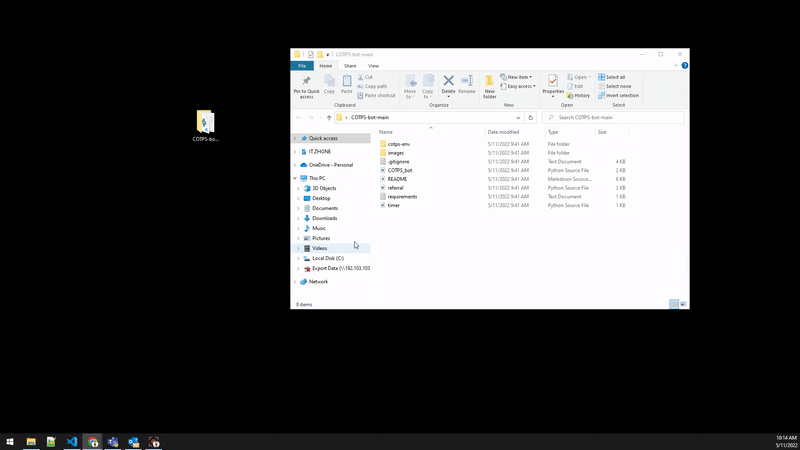 COTPS-bot-main
File Home Share View
Pin to Quick access
Copy
Paste
Cut
Copy path
Paste shortcut
Clipboard
Move to
Copy to
Delete
Rename
Organize
New folder
New item
Easy access
New
Properties
Open
Edit
History
Open
Select all
Select none
Invert selection
Select
COTPS-bot-main
Search COTPS-bot-main
Quick access
IT ZHONE
OneDrive - Personal
This PC
3D Objects
Desktop
Documents
Downloads
Music
Pictures
Videos
Local Disk (C:)
Export Data (\\192.103.103
Network
Name Date modified Type Size
cotps-env 5/11/2022 9:41 AM File folder
images 5/11/2022 9:41 AM File folder
.gitignore 5/11/2022 9:41 AM Text Document 4 KB
COTPS_bot 5/11/2022 9:41 AM Python Source File 2 KB
README 5/11/2022 9:41 AM Markdown Source... 6 KB
referral 5/11/2022 9:41 AM Python Source File 3 KB
requirements 5/11/2022 9:41 AM Text Document 1 KB
timer 5/11/2022 9:41 AM Python Source File 1 KB
8 items
COTPS-bo...
10:14 AM
5/11/2022